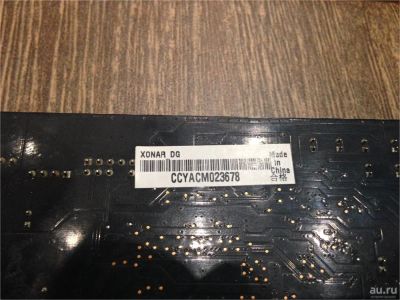 XONAR DG
CCYACM023678
Made
in
China
合格
au.ru